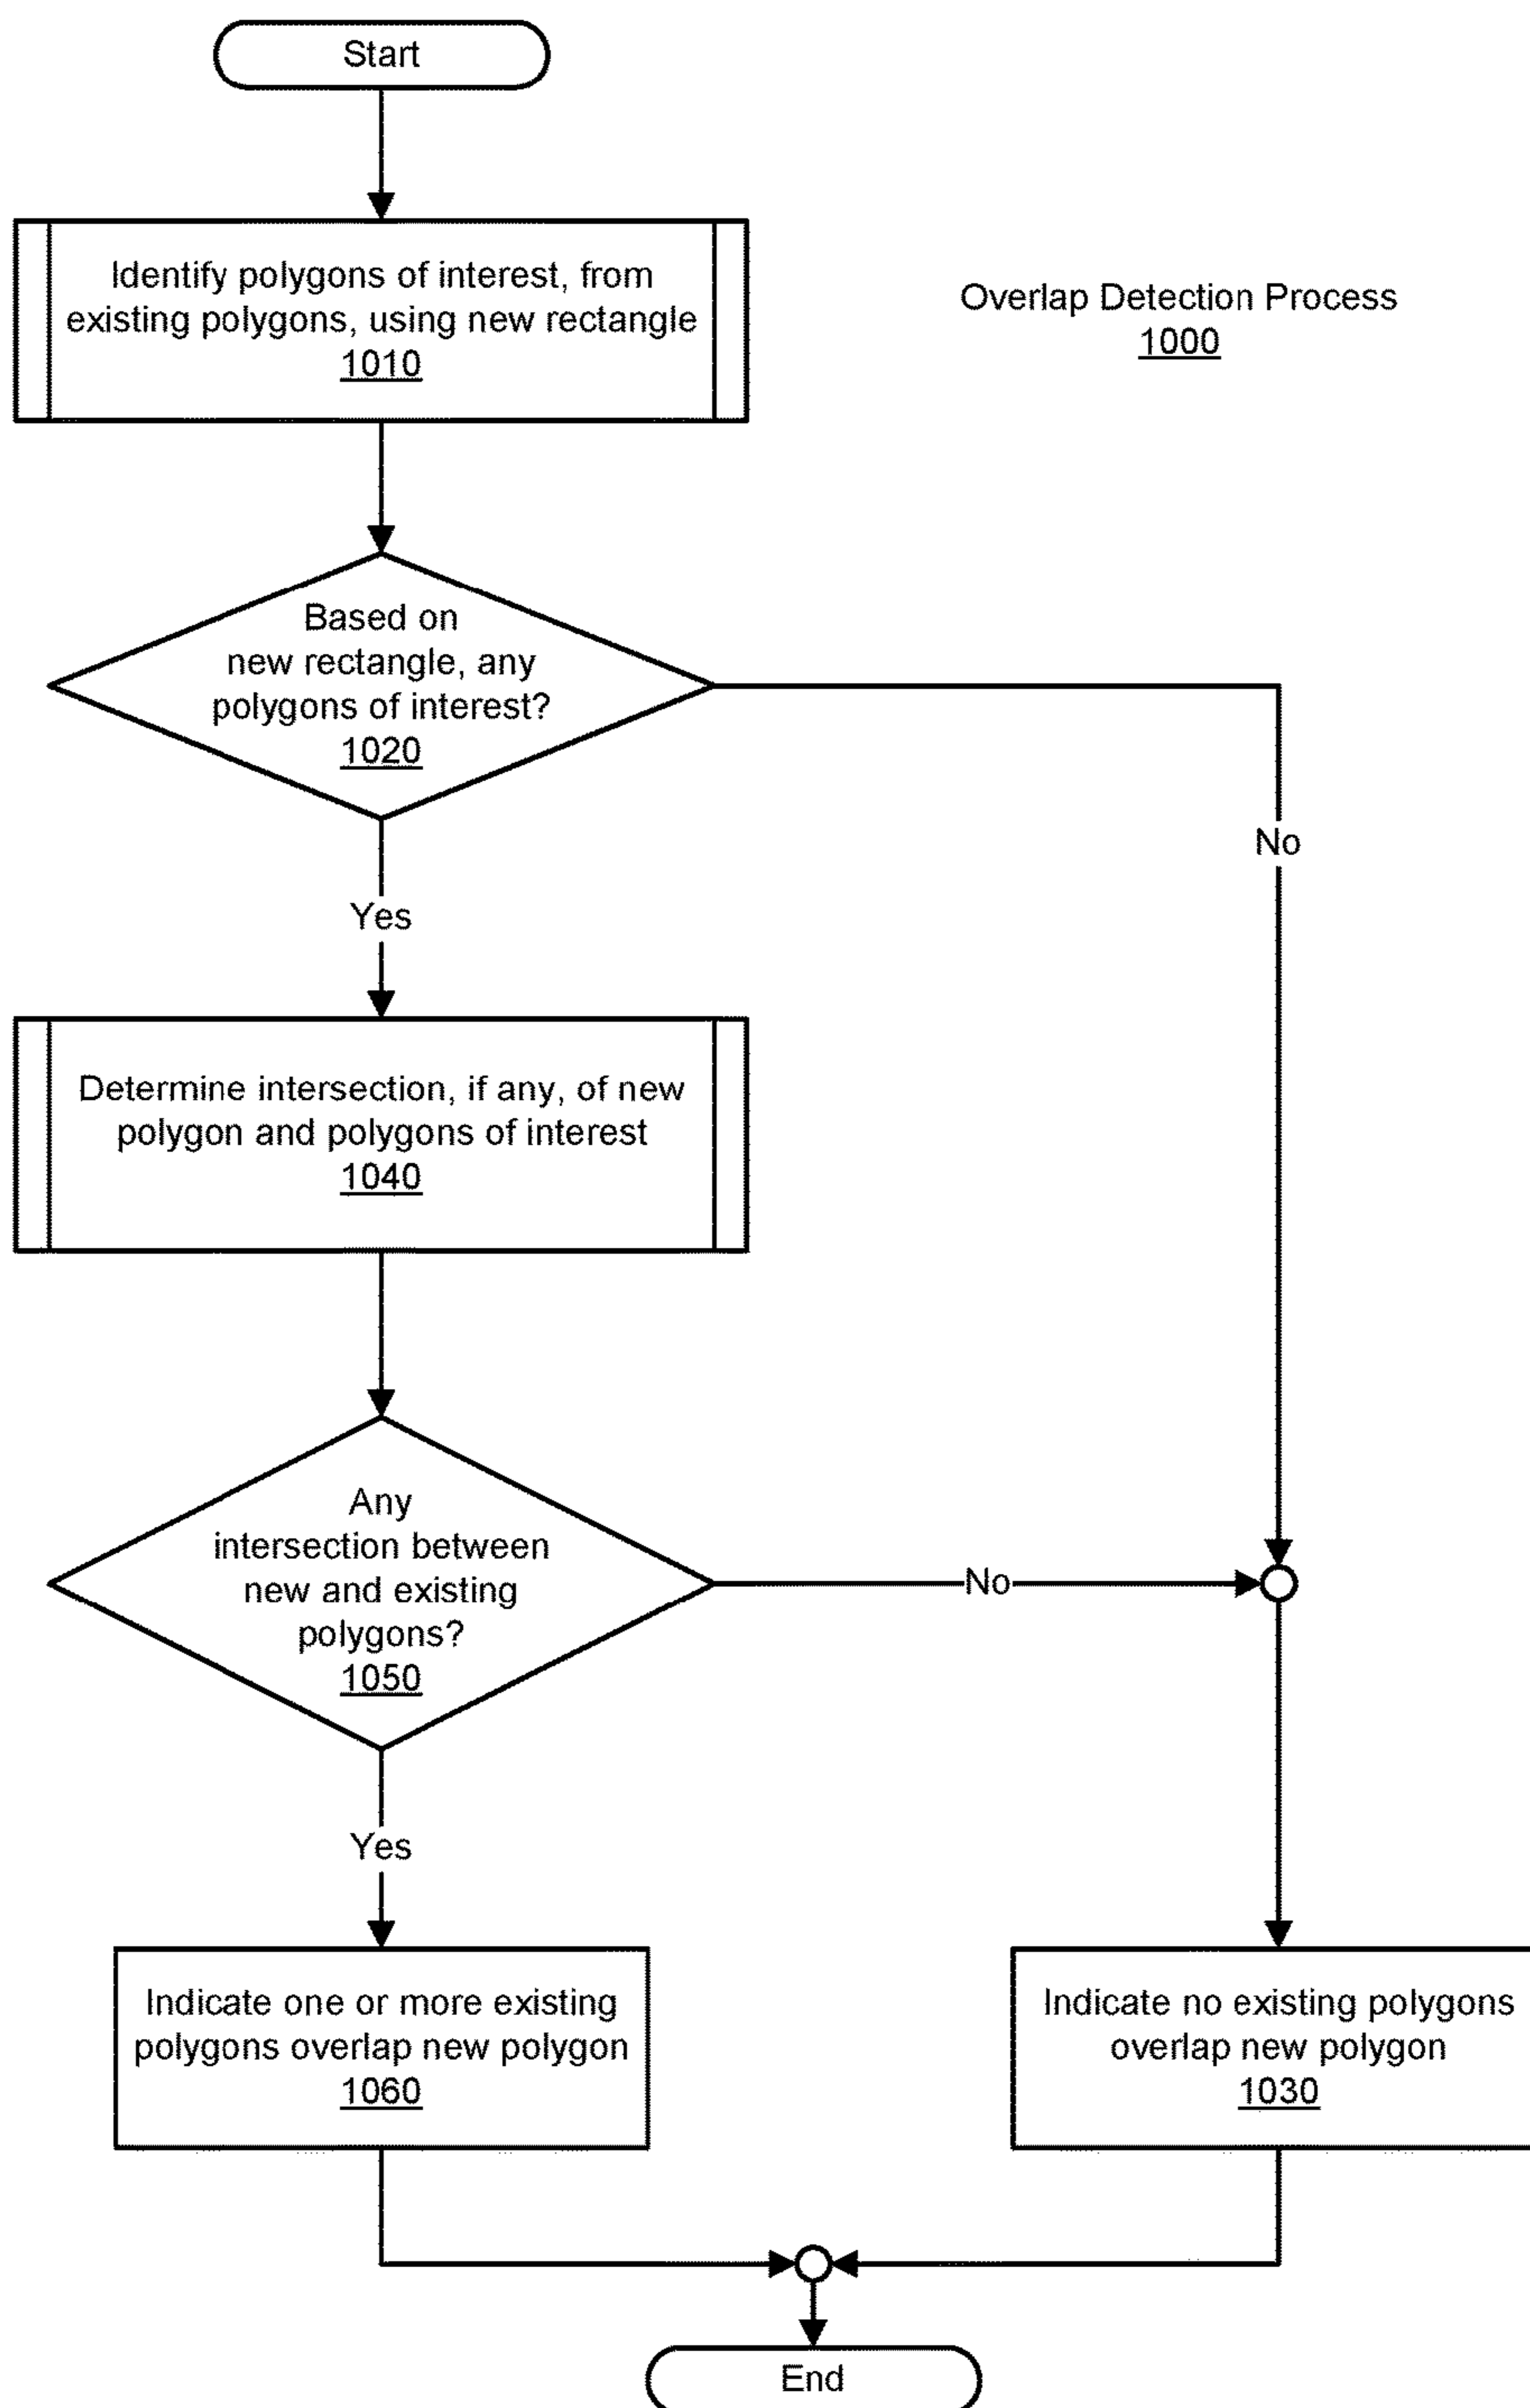 Start
Identify polygons of interest, from
existing polygons, using new rectangle
1010
Overlap Detection Process
1000
Based on
new rectangle, any
polygons of interest?
1020
No
Yes
Determine intersection, if any, of new
polygon and polygons of interest
1040
Any
intersection between
new and existing
polygons?
1050
No
Yes
Indicate one or more existing
polygons overlap new polygon
1060
Indicate no existing polygons
overlap new polygon
1030
End